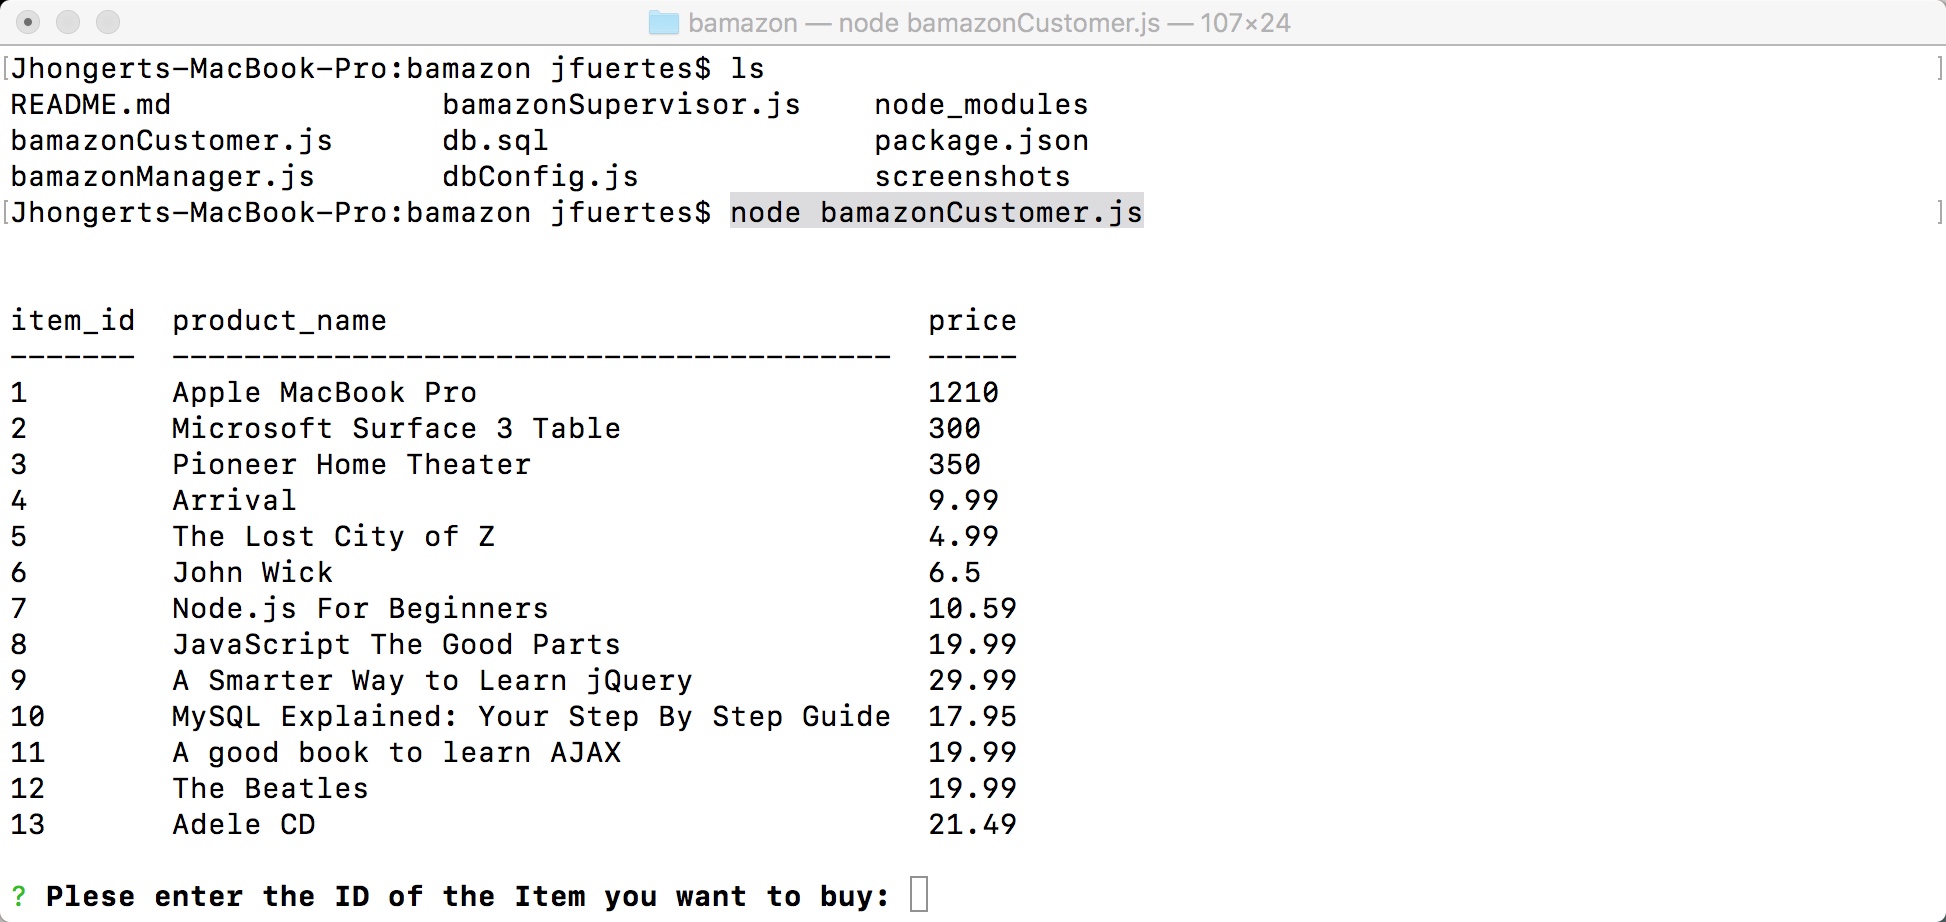 bamazon — node bamazonCustomer.js — 107×24
[Jhongerts-MacBook-Pro:bamazon jfuertes$ ls ]
README.md bamazonSupervisor.js node_modules
bamazonCustomer.js db.sql package.json
bamazonManager.js dbConfig.js screenshots
[Jhongerts-MacBook-Pro:bamazon jfuertes$ node bamazonCustomer.js ]
item_id product_name price
------- ---------------------------------------- -----
1 Apple MacBook Pro 1210
2 Microsoft Surface 3 Table 300
3 Pioneer Home Theater 350
4 Arrival 9.99
5 The Lost City of Z 4.99
6 John Wick 6.5
7 Node.js For Beginners 10.59
8 JavaScript The Good Parts 19.99
9 A Smarter Way to Learn jQuery 29.99
10 MySQL Explained: Your Step By Step Guide 17.95
11 A good book to learn AJAX 19.99
12 The Beatles 19.99
13 Adele CD 21.49
? Plese enter the ID of the Item you want to buy: